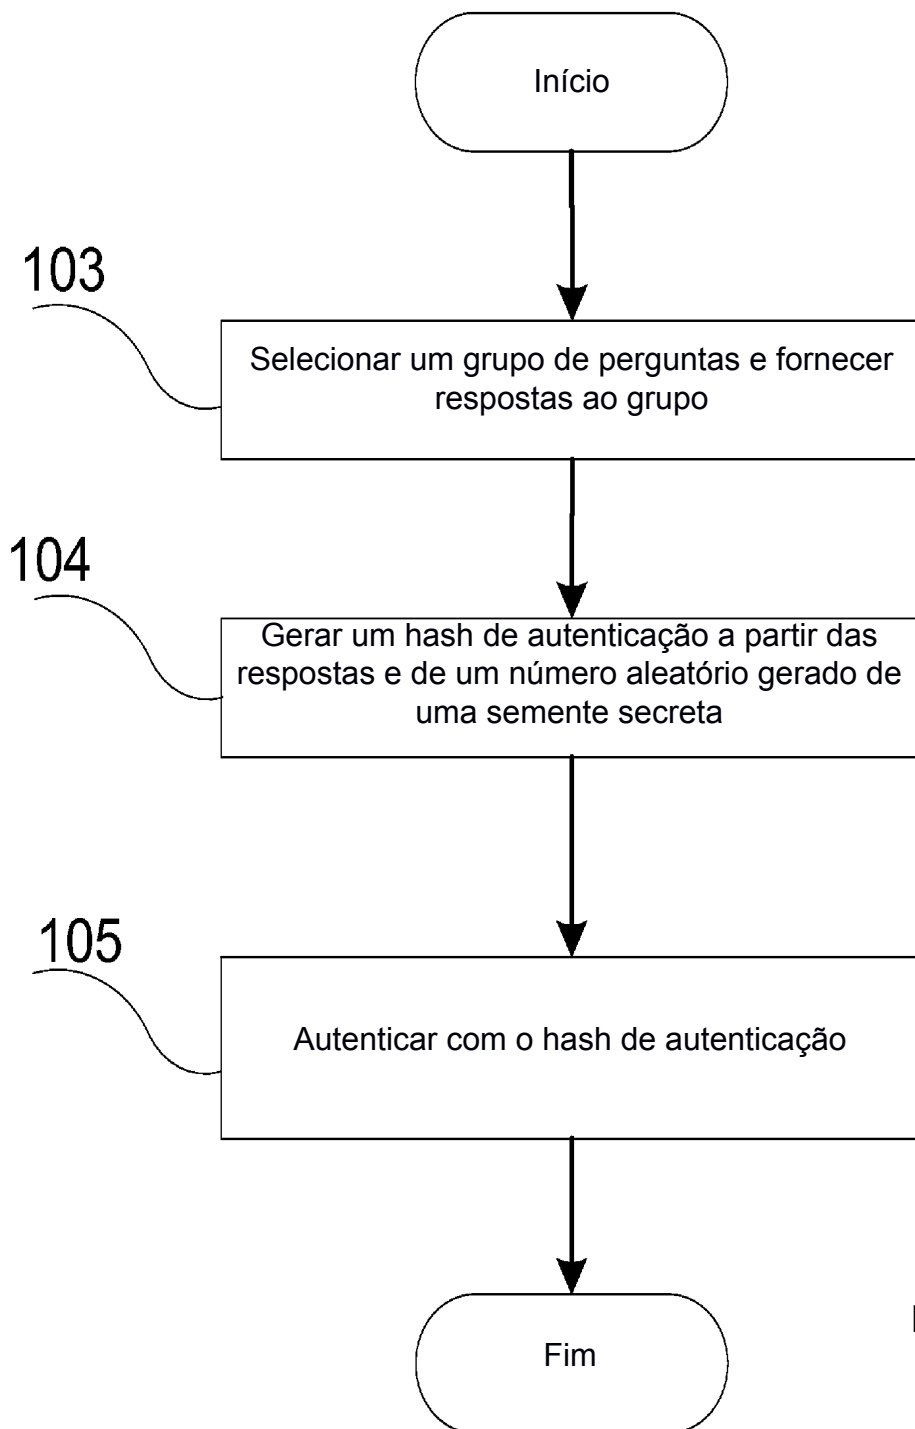 Início
103
Selecionar um grupo de perguntas e fornecer
respostas ao grupo
104
Gerar um hash de autenticação a partir das
respostas e de um número aleatório gerado de
uma semente secreta
105
Autenticar com o hash de autenticação
Fim